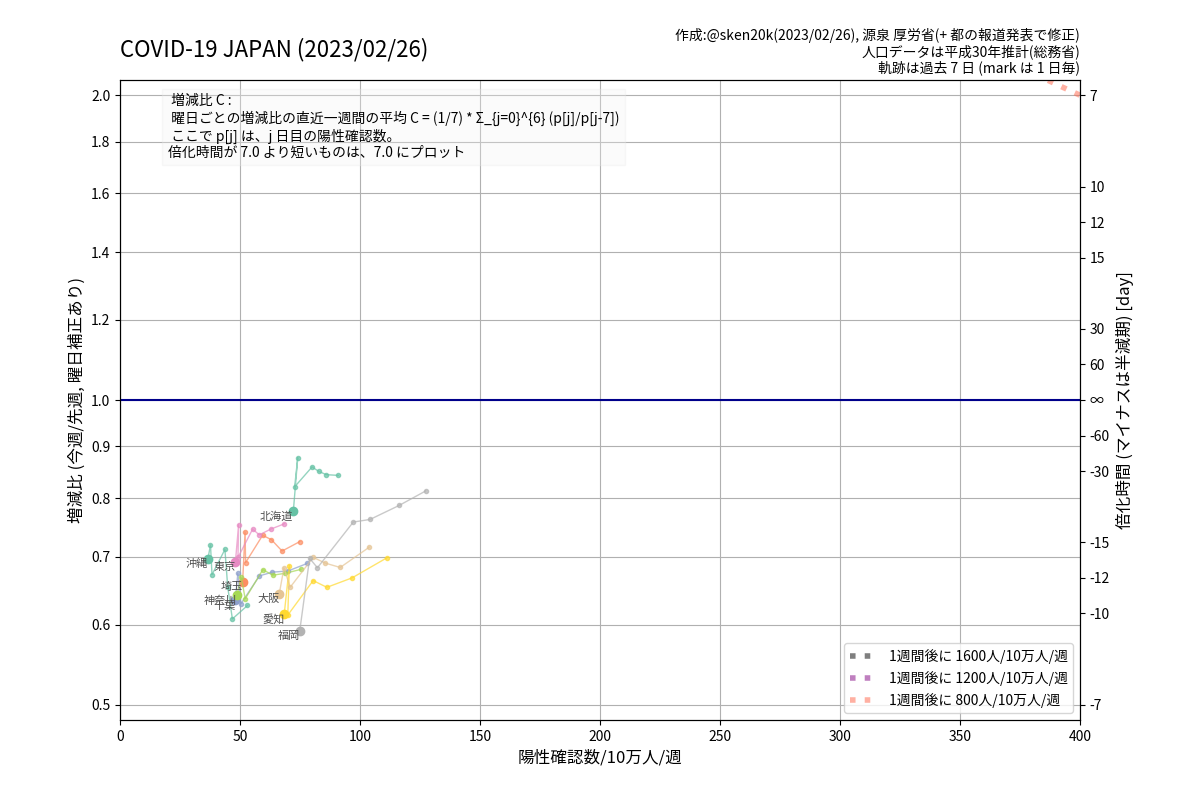 COVID-19 JAPAN (2023/02/26)
作成:@sken20k(2023/02/26), 源泉 厚労省(+ 都の報道発表で修正)
人口データは平成30年推計(総務省)
軌跡は過去 7 日 (mark は 1 日毎)
増減比 C :
曜日ごとの増減比の直近一週間の平均 C = (1/7) * Σ_{j=0}^{6} (p[j]/p[j-7])
ここで p[j] は、j 日目の陽性確認数。
倍化時間が 7.0 より短いものは、7.0 にプロット
増減比 (今週/先週, 曜日補正あり)
2.0
1.8
1.6
1.4
1.2
1.0
0.9
0.8
0.7
0.6
0.5
北海道
沖縄
東京
埼玉
神奈川
千葉
大阪
愛知
福岡
7
10
12
15
30
60
∞
-60
-30
-15
-12
-10
-7
倍化時間 (マイナスは半減期) [day]
1週間後に 1600人/10万人/週
1週間後に 1200人/10万人/週
1週間後に 800人/10万人/週
0 50 100 150 200 250 300 350 400
陽性確認数/10万人/週